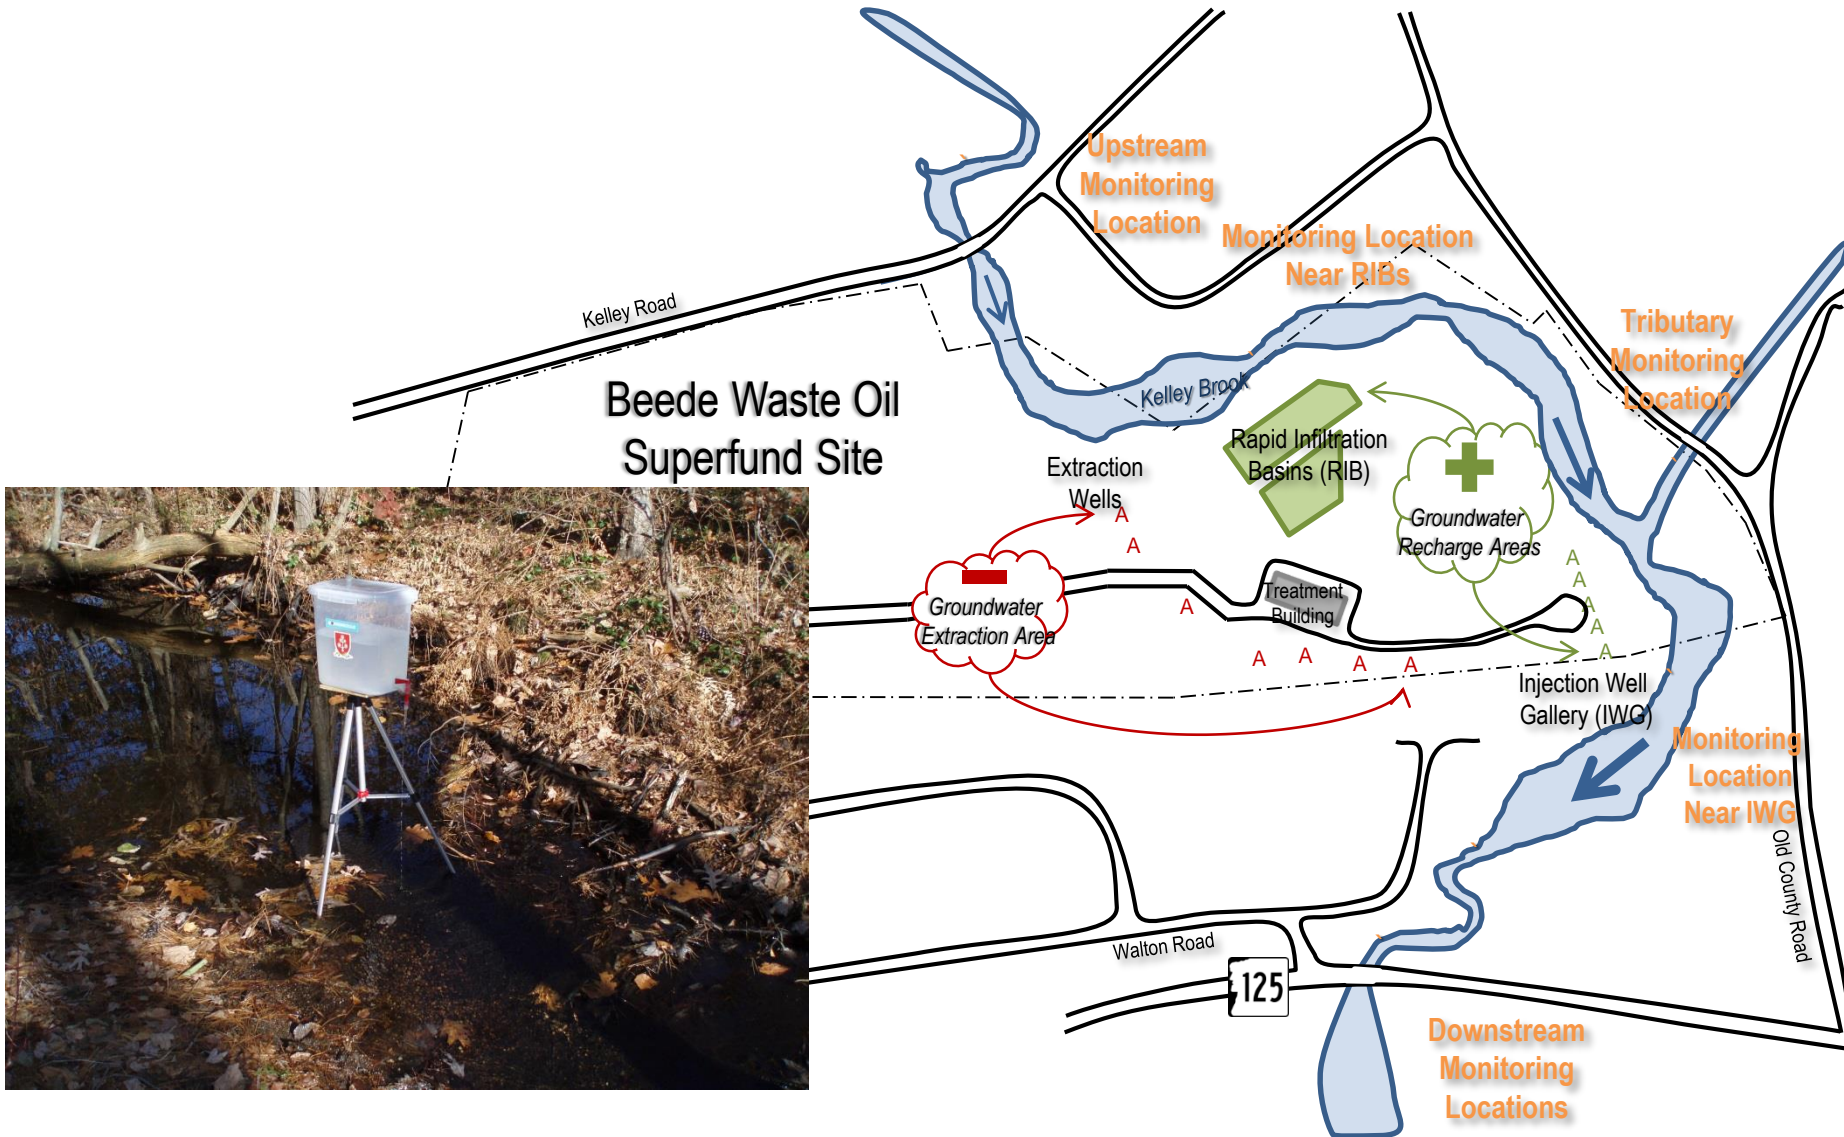 Upstream
Monitoring
Location
Monitoring Location
Near RIBs
Tributary
Monitoring
Location
Kelley Road
Beede Waste Oil
Superfund Site
Kelley Brook
Rapid Infiltration
Basins (RIB)
Extraction
Wells
A
A
A
Groundwater
Recharge Areas
A
A
A
A
A
Groundwater
Extraction Area
Treatment
Building
A
A
A
A
Injection Well
Gallery (IWG)
Monitoring
Location
Near IWG
Old County Road
Walton Road
125
Downstream
Monitoring
Locations